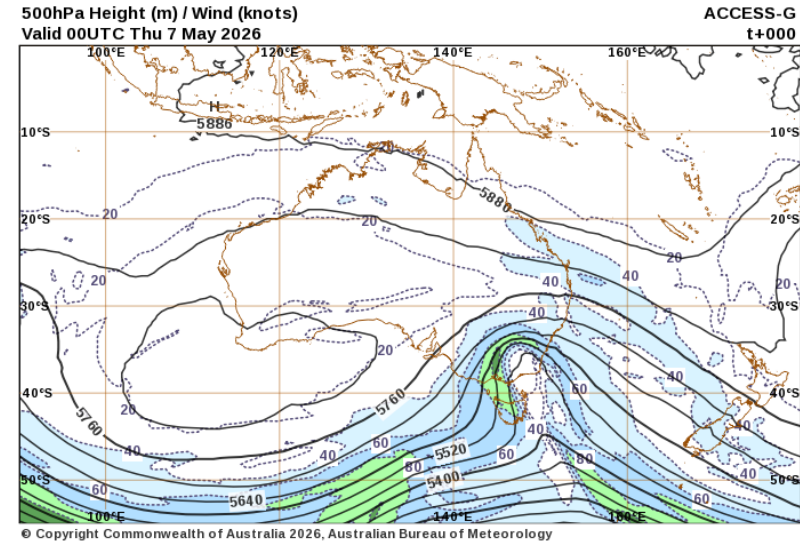 500hPa Height (m) / Wind (knots) ACCESS-G
Valid 00UTC Thu 7 May 2026 t+000
100°E 120°E 140°E 160°E
H
5886
10°S 10°S
20
5880
20 20
20°S 20°S
20
20 40 40 20
30°S 40 30°S
20
40 60
40°S 20 5760 40°S
5760 40 40
40 60 40 5520 60 80 40
80 5400
50°S 60 50°S
5640 60
100°E 140°E 160°E
© Copyright Commonwealth of Australia 2026, Australian Bureau of Meteorology